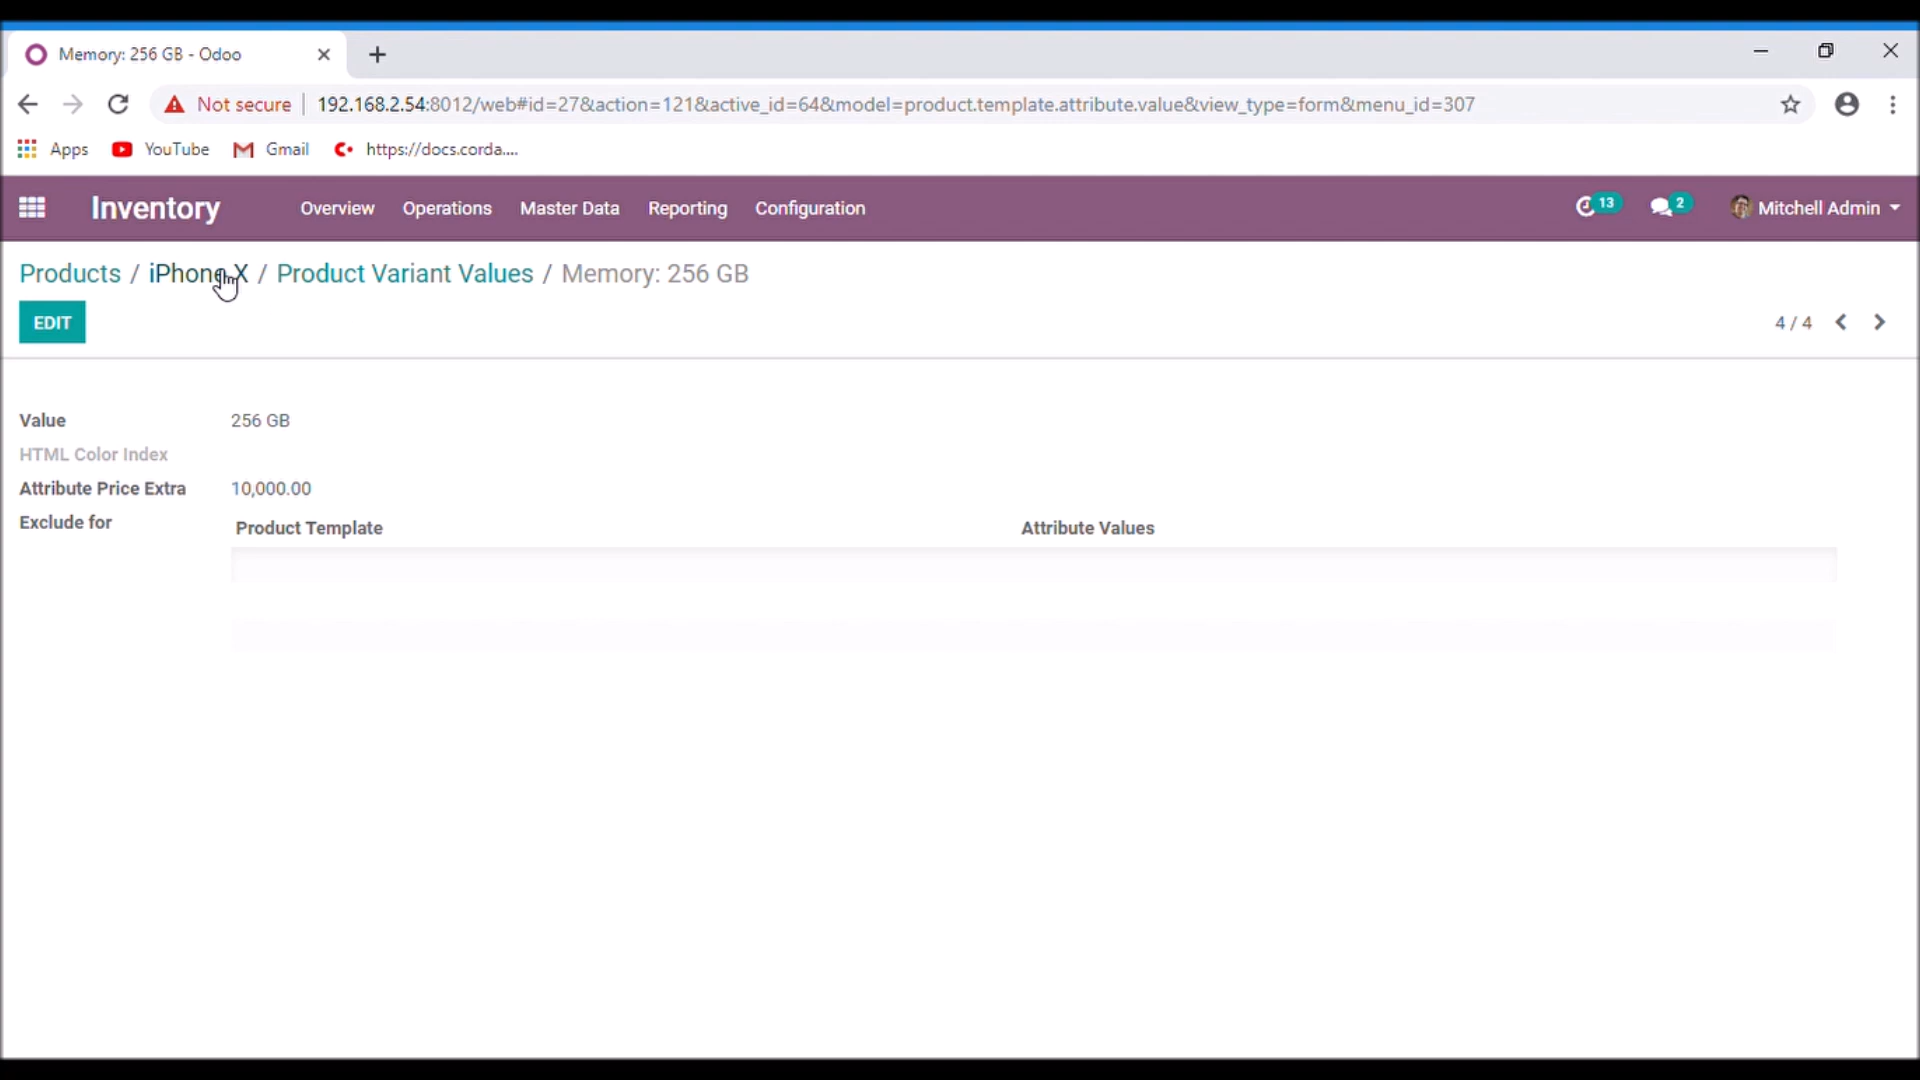 Memory: 256 GB - Odoo
Not secure 192.168.2.54:8012/web#id=27&action=121&active_id=64&model=product.template.attribute.value&view_type=form&menu_id=307
Apps YouTube Gmail https://docs.corda....
Inventory Overview Operations Master Data Reporting Configuration 13 2 Mitchell Admin
Products / iPhone X / Product Variant Values / Memory: 256 GB
EDIT 4 / 4
Value 256 GB
HTML Color Index
Attribute Price Extra 10,000.00
Exclude for Product Template Attribute Values